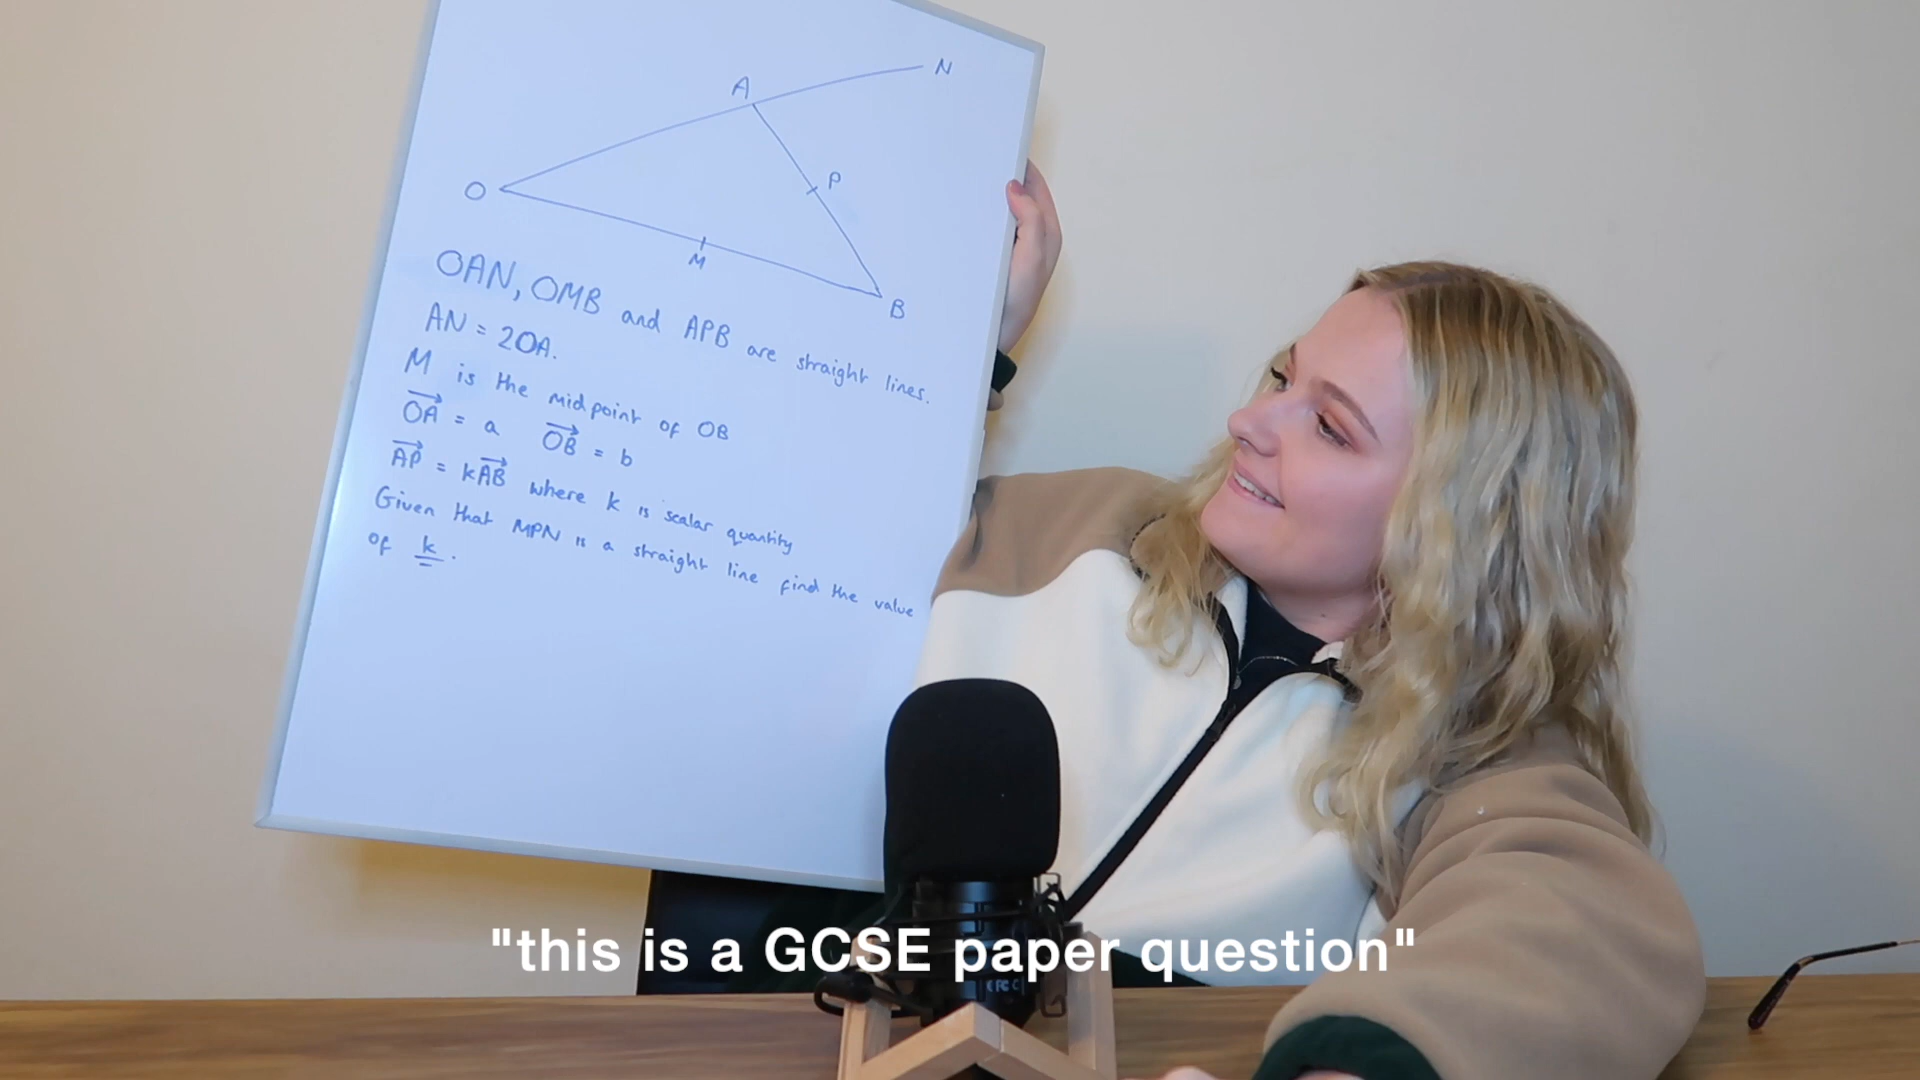 A
N
O
P
M
B
OAN, OMB and APB are straight lines.
AN = 2OA.
M is the midpoint of OB
OA = a OB = b
AP = kAB where k is scalar quantity
Given that MPN is a straight line find the value
of k.
"this is a GCSE paper question"